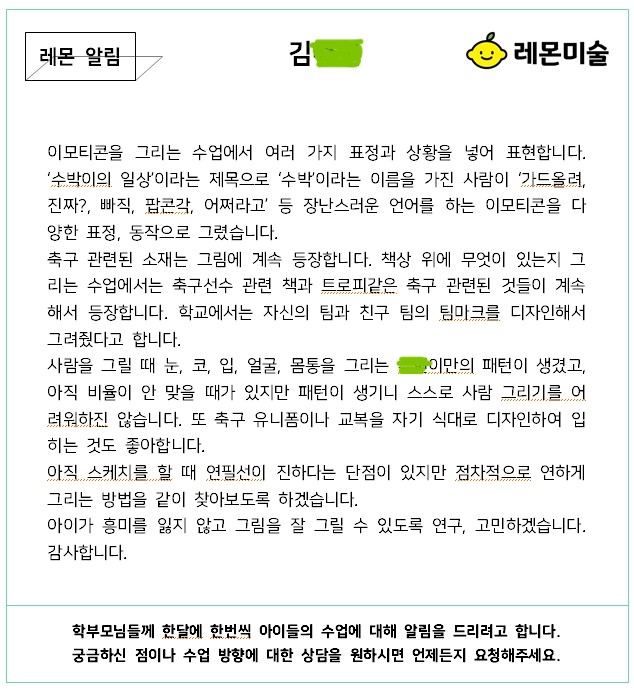 레몬 알림
김
레몬미술
이모티콘을 그리는 수업에서 여러 가지 표정과 상황을 넣어 표현합니다.
‘수박이의 일상’이라는 제목으로 ‘수박’이라는 이름을 가진 사람이 ‘가드올려,
진짜?, 빠직, 팝콘각, 어쩌라고’ 등 장난스러운 언어를 하는 이모티콘을 다
양한 표정, 동작으로 그렸습니다.
축구 관련된 소재는 그림에 계속 등장합니다. 책상 위에 무엇이 있는지 그
리는 수업에서는 축구선수 관련 책과 트로피같은 축구 관련된 것들이 계속
해서 등장합니다. 학교에서는 자신의 팀과 친구 팀의 팀마크를 디자인해서
그려줬다고 합니다.
사람을 그릴 때 눈, 코, 입, 얼굴, 몸통을 그리는 이만의 패턴이 생겼고,
아직 비율이 안 맞을 때가 있지만 패턴이 생기니 스스로 사람 그리기를 어
려워하진 않습니다. 또 축구 유니폼이나 교복을 자기 식대로 디자인하여 입
히는 것도 좋아합니다.
아직 스케치를 할 때 연필선이 진하다는 단점이 있지만 점차적으로 연하게
그리는 방법을 같이 찾아보도록 하겠습니다.
아이가 흥미를 잃지 않고 그림을 잘 그릴 수 있도록 연구, 고민하겠습니다.
감사합니다.
학부모님들께 한달에 한번씩 아이들의 수업에 대해 알림을 드리려고 합니다.
궁금하신 점이나 수업 방향에 대한 상담을 원하시면 언제든지 요청해주세요.